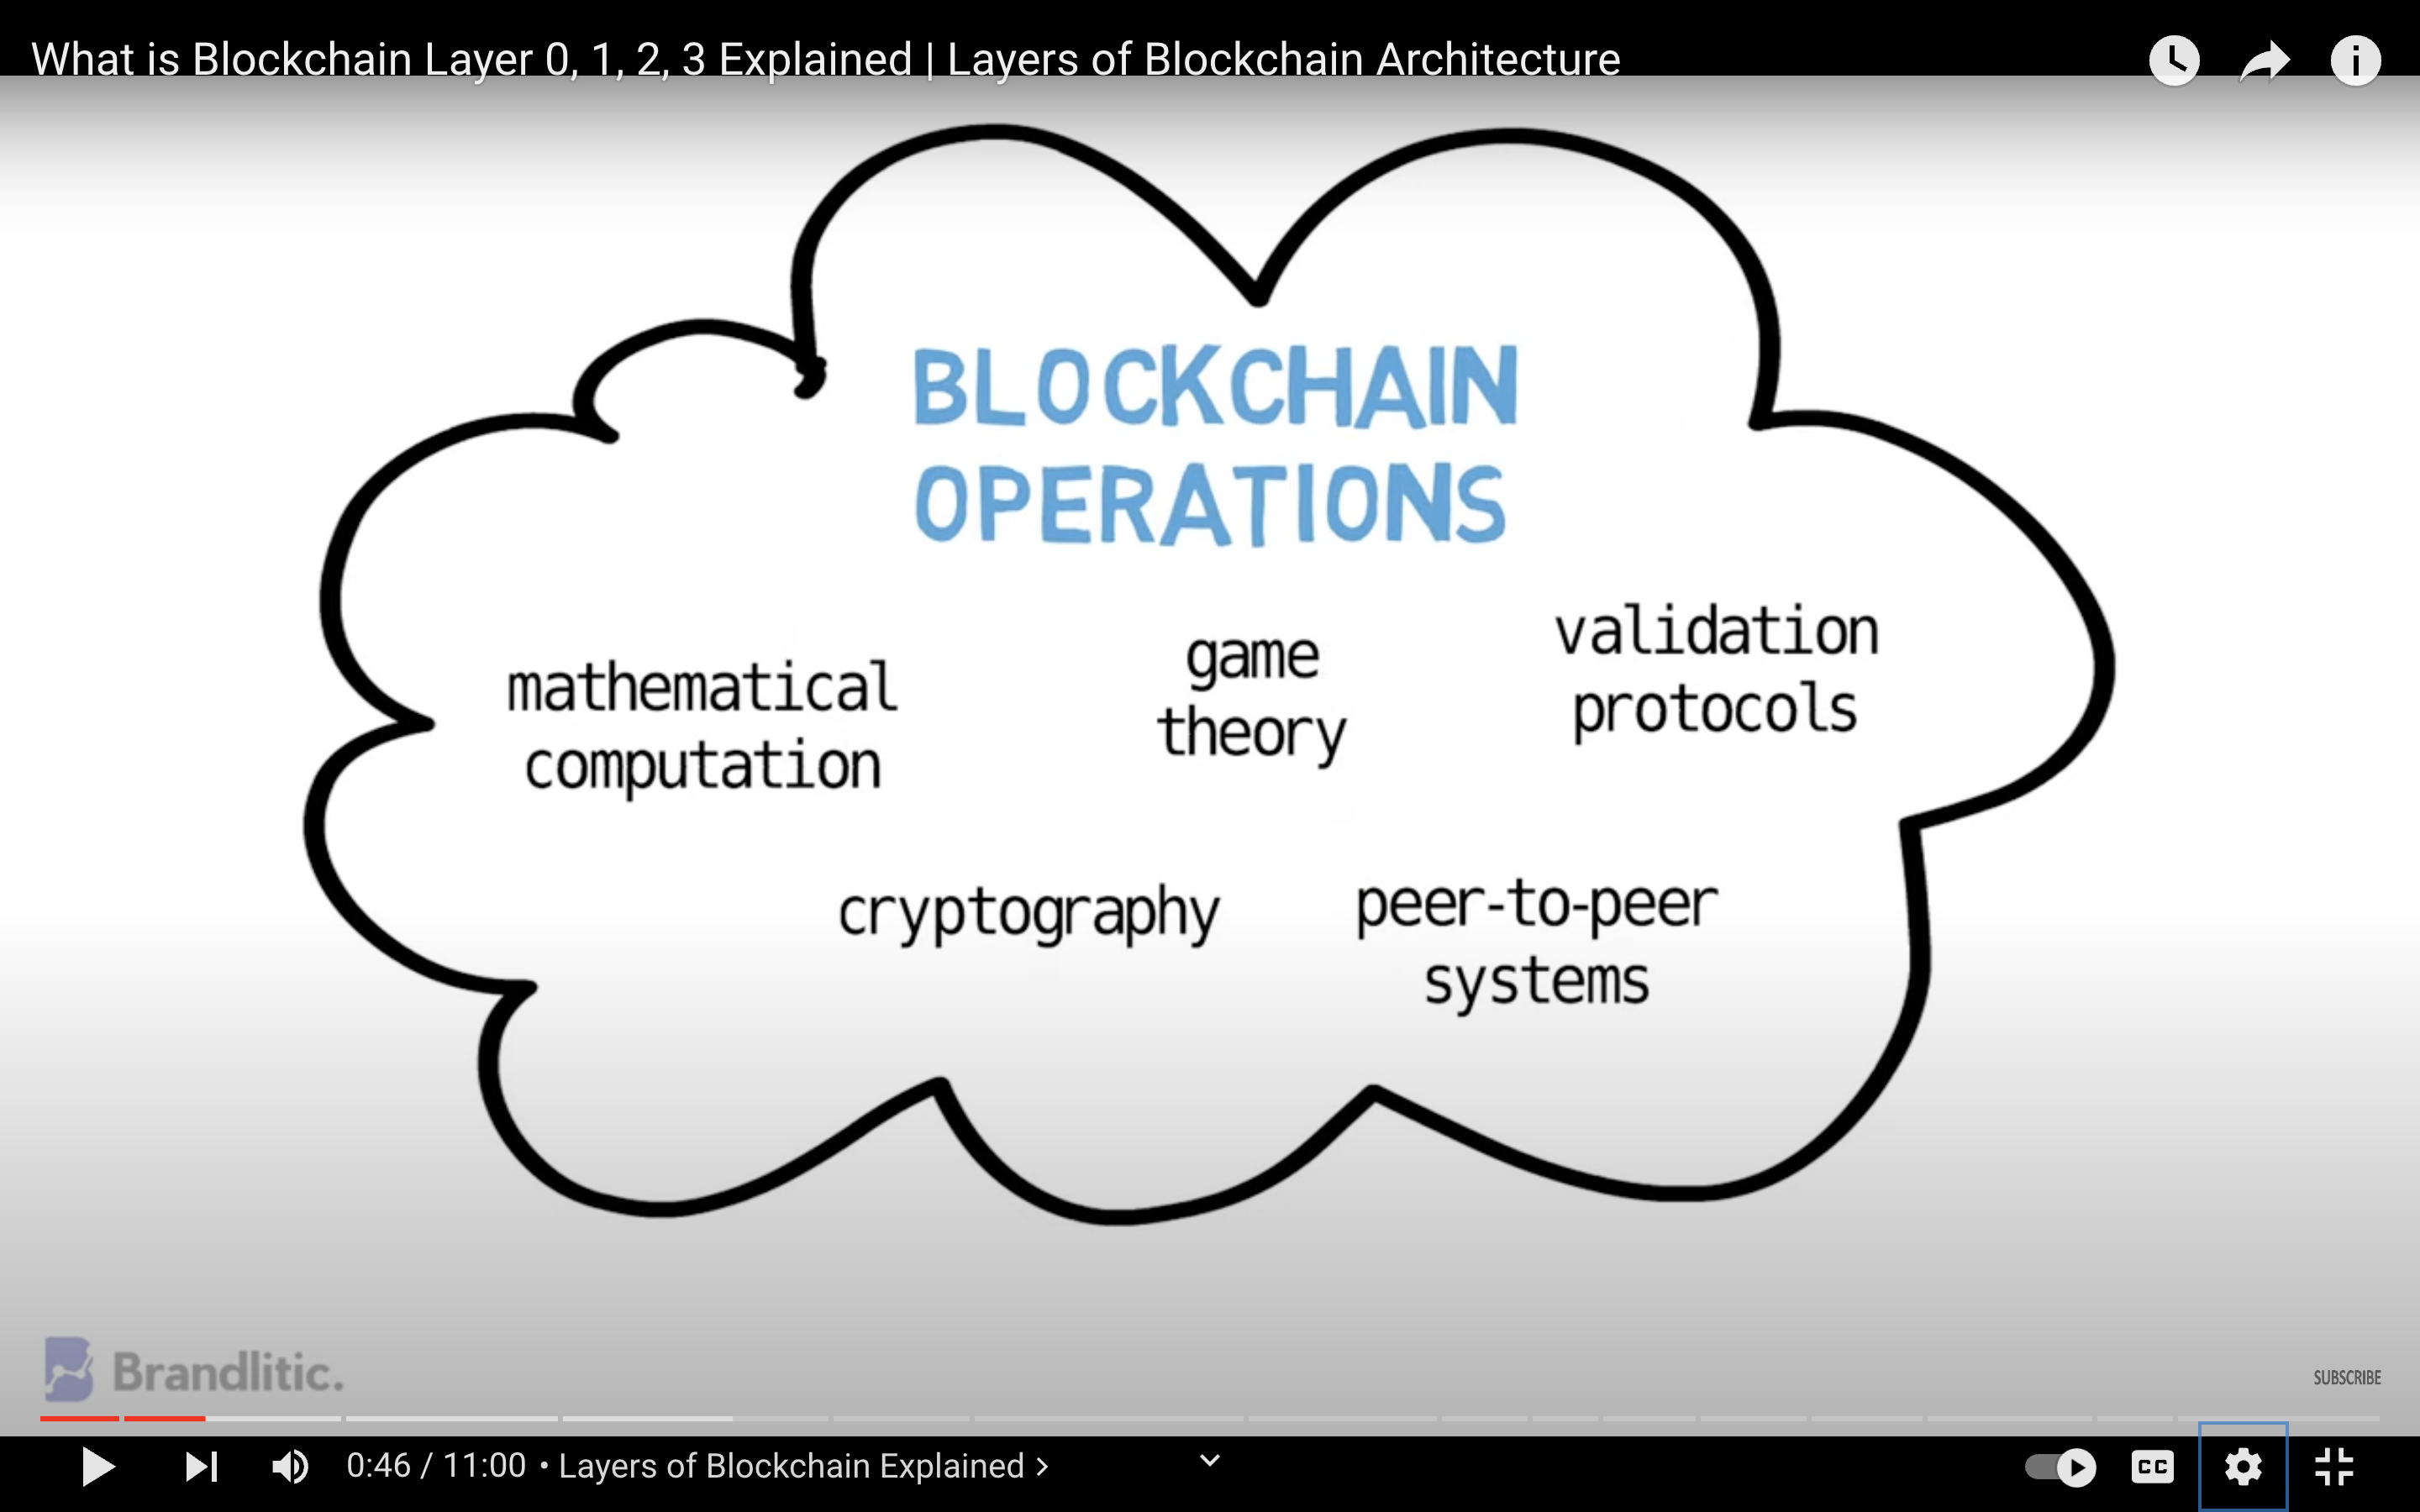 What is Blockchain Layer 0, 1, 2, 3 Explained | Layers of Blockchain Architecture
BLOCKCHAIN
OPERATIONS
mathematical
computation
game
theory
validation
protocols
cryptography
peer-to-peer
systems
Brandlitic.
SUBSCRIBE
0:46 / 11:00 • Layers of Blockchain Explained >
CC